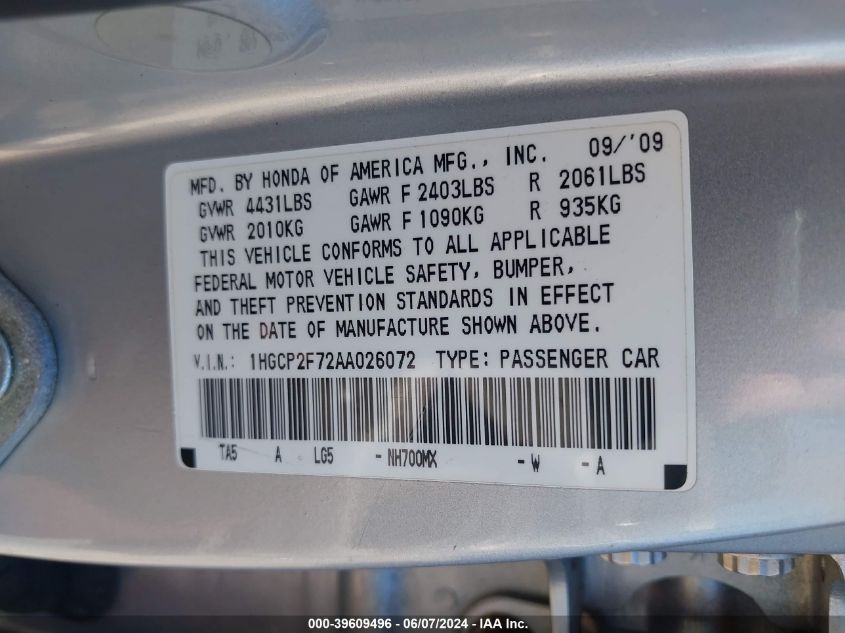 MFD. BY HONDA OF AMERICA MFG., INC. 09/'09
GVWR 4431LBS GAWR F 2403LBS R 2061LBS
GVWR 2010KG GAWR F 1090KG R 935KG
THIS VEHICLE CONFORMS TO ALL APPLICABLE
FEDERAL MOTOR VEHICLE SAFETY, BUMPER,
AND THEFT PREVENTION STANDARDS IN EFFECT
ON THE DATE OF MANUFACTURE SHOWN ABOVE.
V.I.N.: 1HGCP2F72AA026072 TYPE: PASSENGER CAR
TA5 A LG5 - NH700MX - W - A
000-39609496 - 06/07/2024 - IAA Inc.